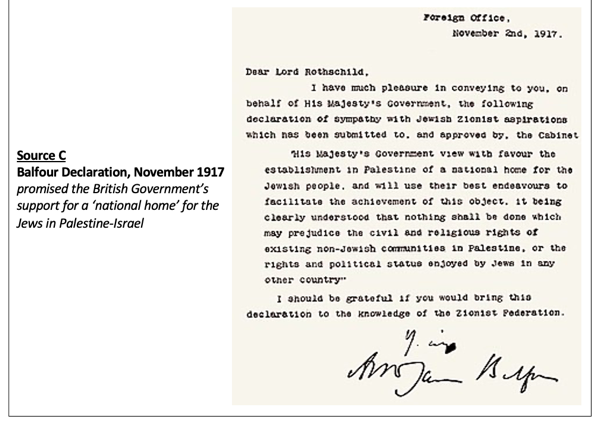 Source C
Balfour Declaration, November 1917
promised the British Government's
support for a 'national home' for the
Jews in Palestine-Israel
Foreign Office,
November 2nd, 1917.
Dear Lord Rothschild,
I have much pleasure in conveying to you, on
behalf of His Majesty's Government, the following
declaration of sympathy with Jewish Zionist aspirations
which has been submitted to, and approved by, the Cabinet
"His Majesty's Government view with favour the
establishment in Palestine of a national home for the
Jewish people, and will use their best endeavours to
facilitate the achievement of this object, it being
clearly understood that nothing shall be done which
may prejudice the civil and religious rights of
existing non-Jewish communities in Palestine, or the
rights and political status enjoyed by Jews in any
other country"
I should be grateful if you would bring this
declaration to the knowledge of the Zionist Federation.